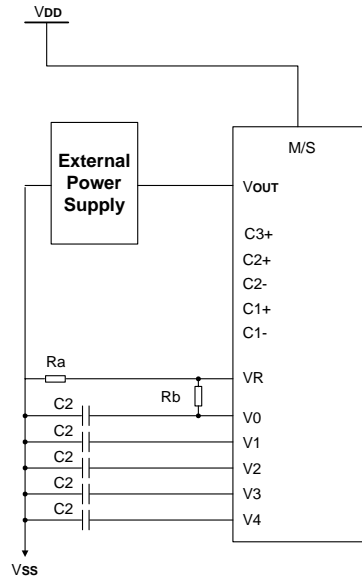 VDD
M/S
External
Power
Supply
VOUT
C3+
C2+
C2-
C1+
C1-
Ra
VR
Rb
C2
V0
C2
V1
C2
V2
C2
V3
C2
V4
VSS